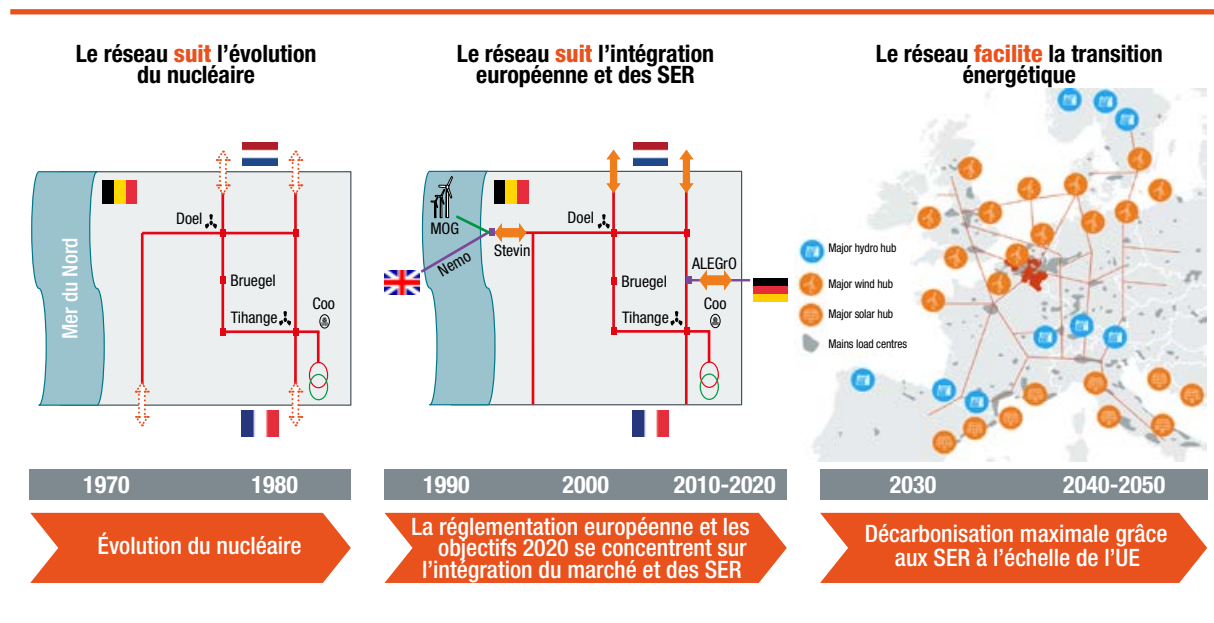 Le réseau suit l’évolution
du nucléaire
Mer du Nord
Doel
Bruegel
Tihange
Coo
1970
1980
Évolution du nucléaire
Le réseau suit l’intégration
européenne et des SER
MOG
Nemo
Stevin
Doel
ALEGrO
Bruegel
Coo
Tihange
1990
2000
2010-2020
La réglementation européenne et les
objectifs 2020 se concentrent sur
l’intégration du marché et des SER
Le réseau facilite la transition
énergétique
Major hydro hub
Major wind hub
Major solar hub
Mains load centres
2030
2040-2050
Décarbonisation maximale grâce
aux SER à l’échelle de l’UE